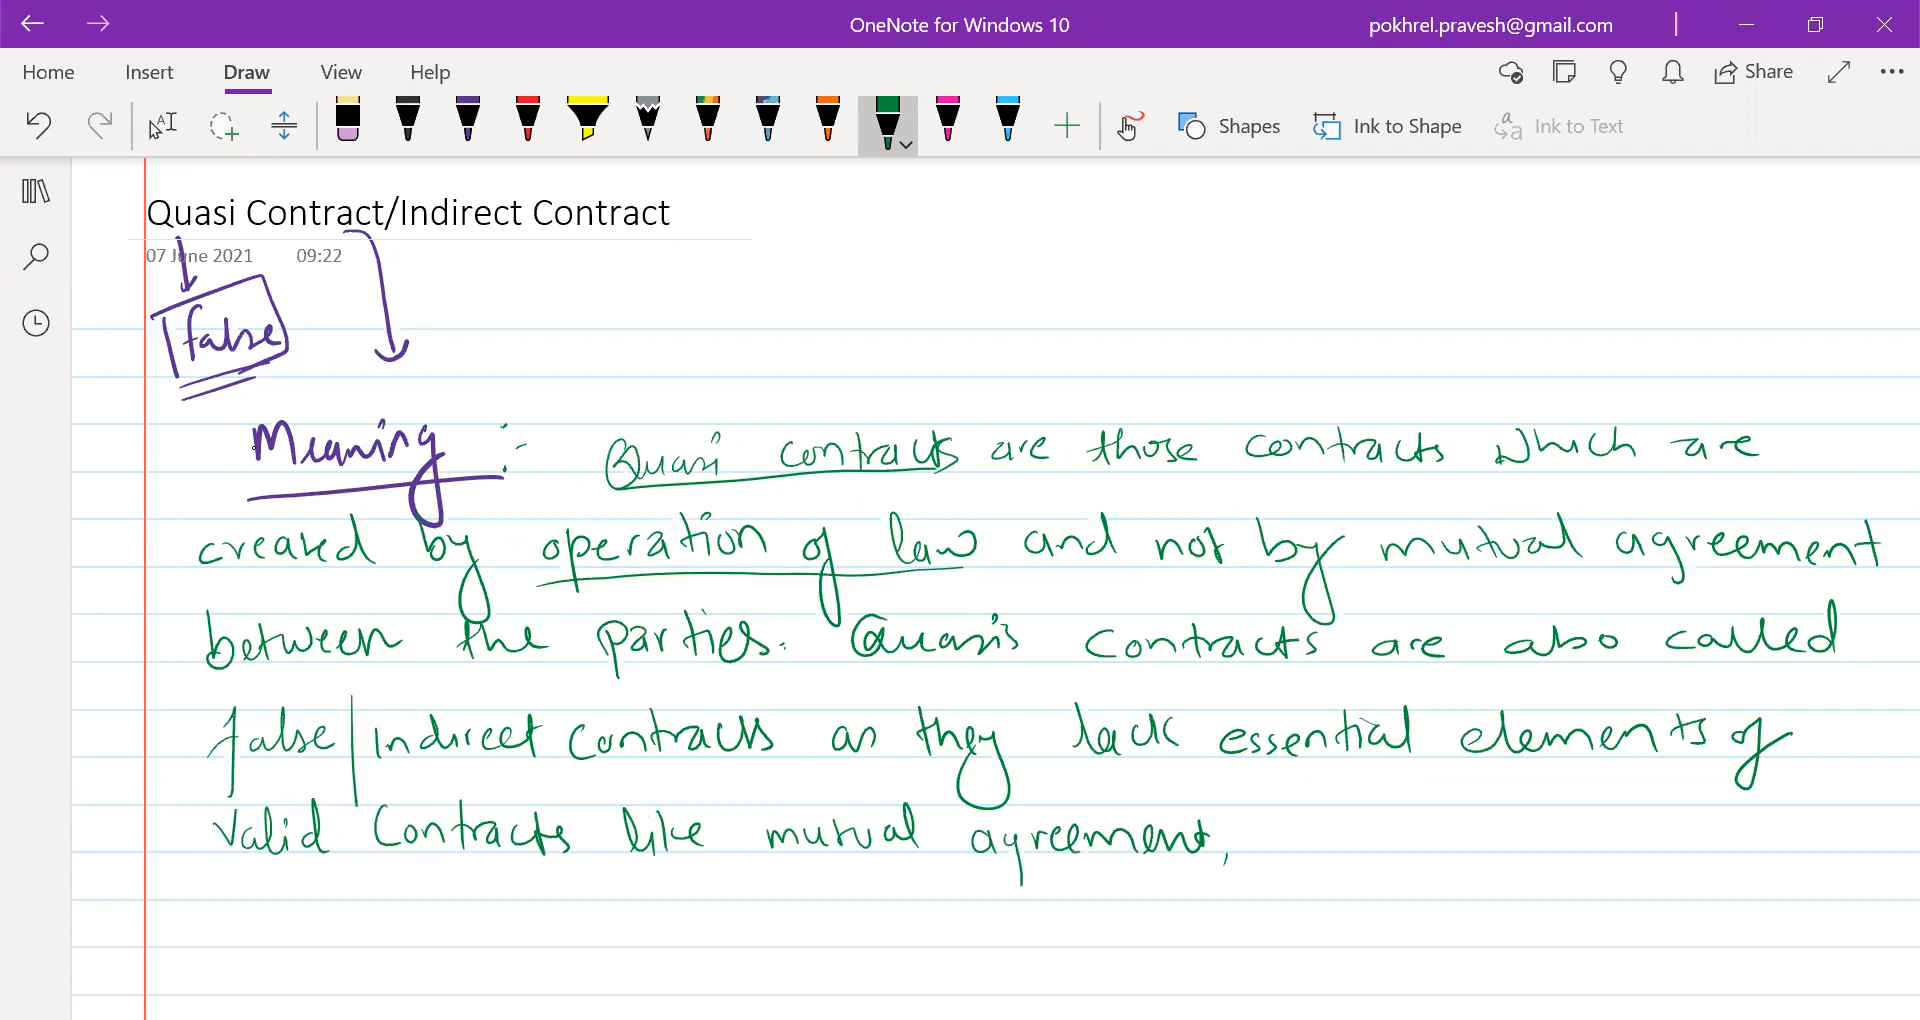 OneNote for Windows 10
pokhrel.pravesh@gmail.com
Home Insert Draw View Help
Share
Shapes Ink to Shape Ink to Text
Quasi Contract/Indirect Contract
07 June 2021 09:22
false
Meaning :- Quasi contracts are those contracts which are
created by operation of law and not by mutual agreement
between the parties. Quasi's contracts are also called
false/Indirect Contracts as they lack essential elements of
Valid Contracts like mutual agreement,